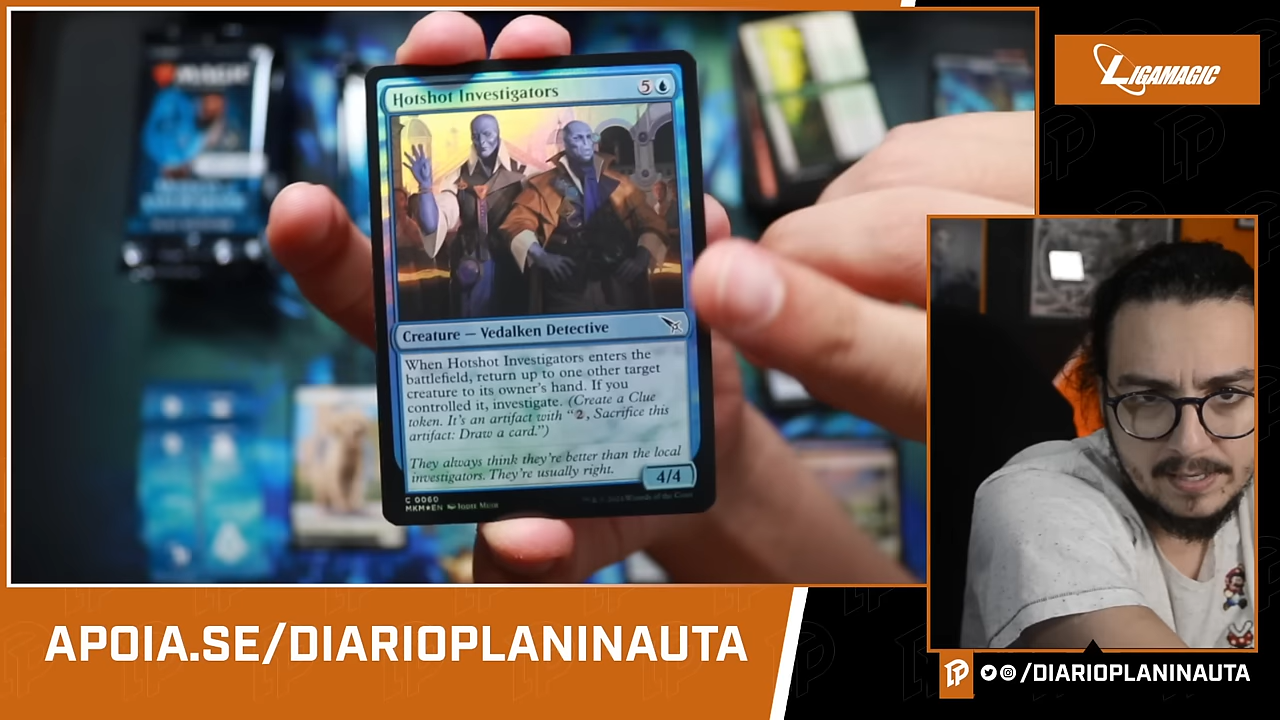 MAGIC
LIGAMAGIC
Hotshot Investigators
5
Creature — Vedalken Detective
When Hotshot Investigators enters the
battlefield, return up to one other target
creature to its owner's hand. If you
controlled it, investigate. (Create a Clue
token. It's an artifact with "2, Sacrifice this
artifact: Draw a card.")
They always think they're better than the local
investigators. They're usually right.
4/4
C 0060
MKM★EN
APOIA.SE/DIARIOPLANINAUTA
/DIARIOPLANINAUTA